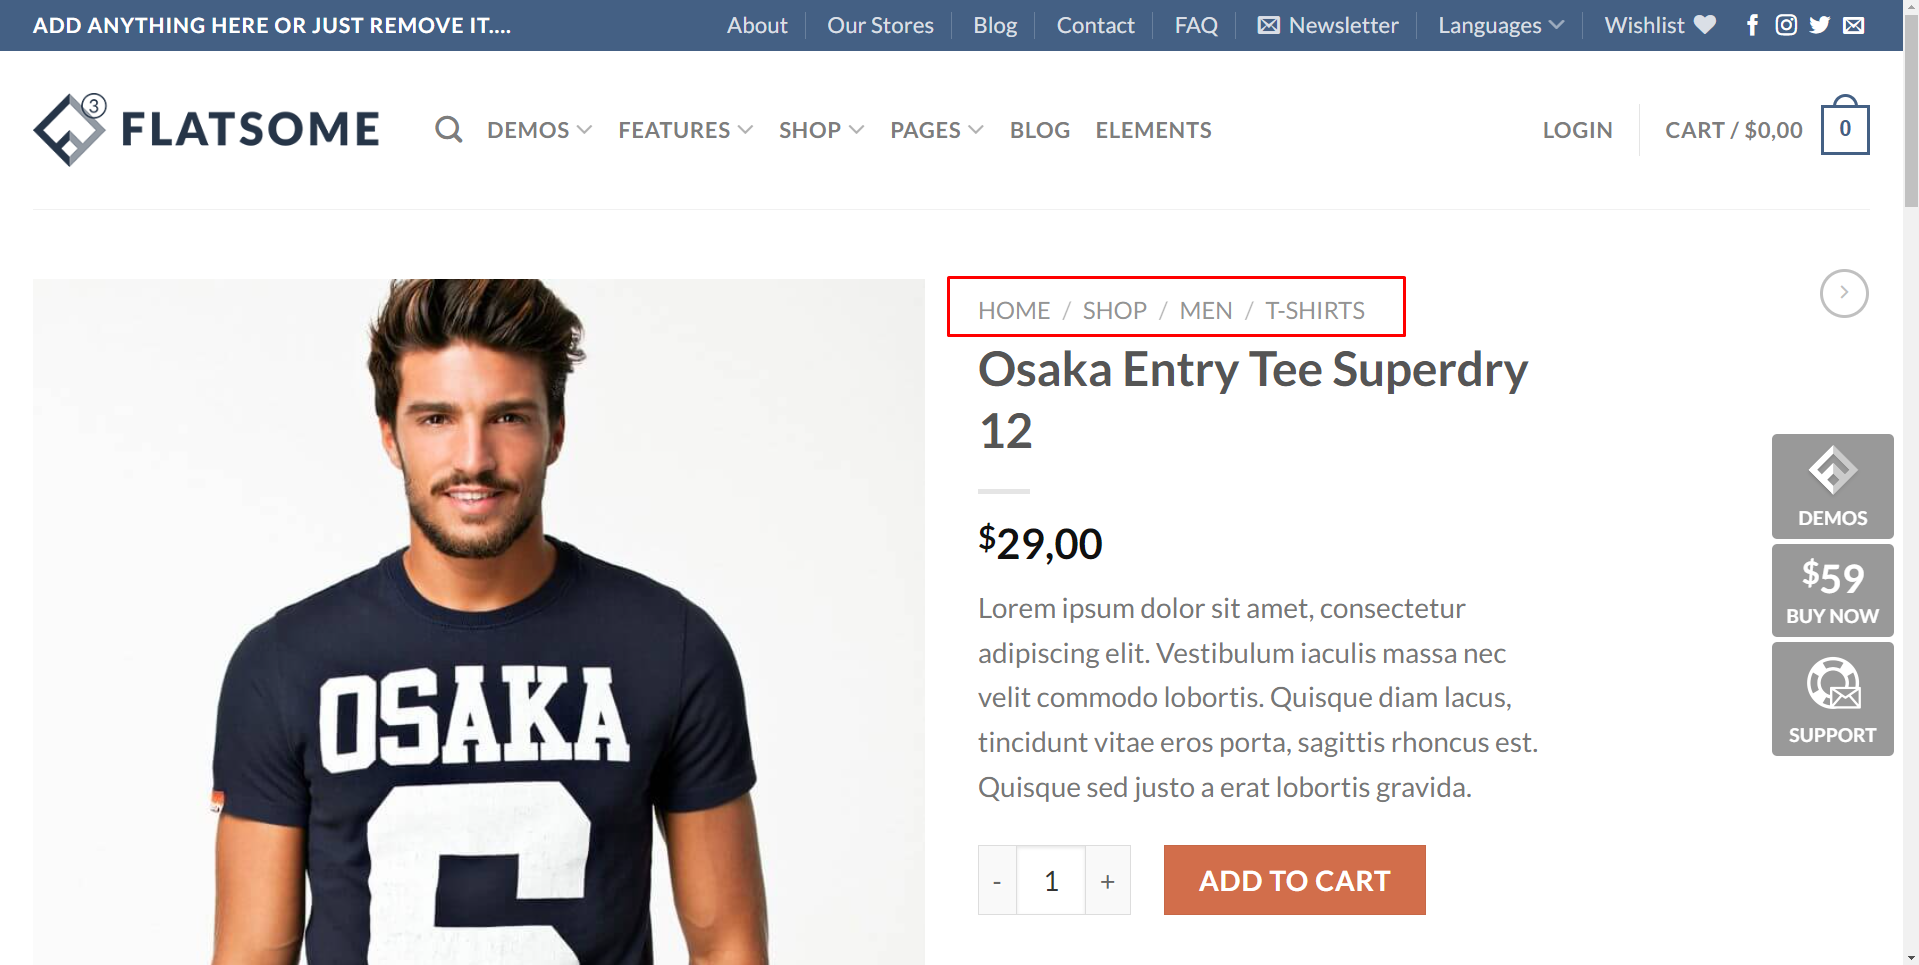 ADD ANYTHING HERE OR JUST REMOVE IT....
About
Our Stores
Blog
Contact
FAQ
Newsletter
Languages
Wishlist
3
FLATSOME
DEMOS
FEATURES
SHOP
PAGES
BLOG
ELEMENTS
LOGIN
CART / $0,00
0
HOME / SHOP / MEN / T-SHIRTS
Osaka Entry Tee Superdry
12
$29,00
Lorem ipsum dolor sit amet, consectetur
adipiscing elit. Vestibulum iaculis massa nec
velit commodo lobortis. Quisque diam lacus,
tincidunt vitae eros porta, sagittis rhoncus est.
Quisque sed justo a erat lobortis gravida.
- 1 +
ADD TO CART
DEMOS
$59
BUY NOW
SUPPORT
OSAKA
6